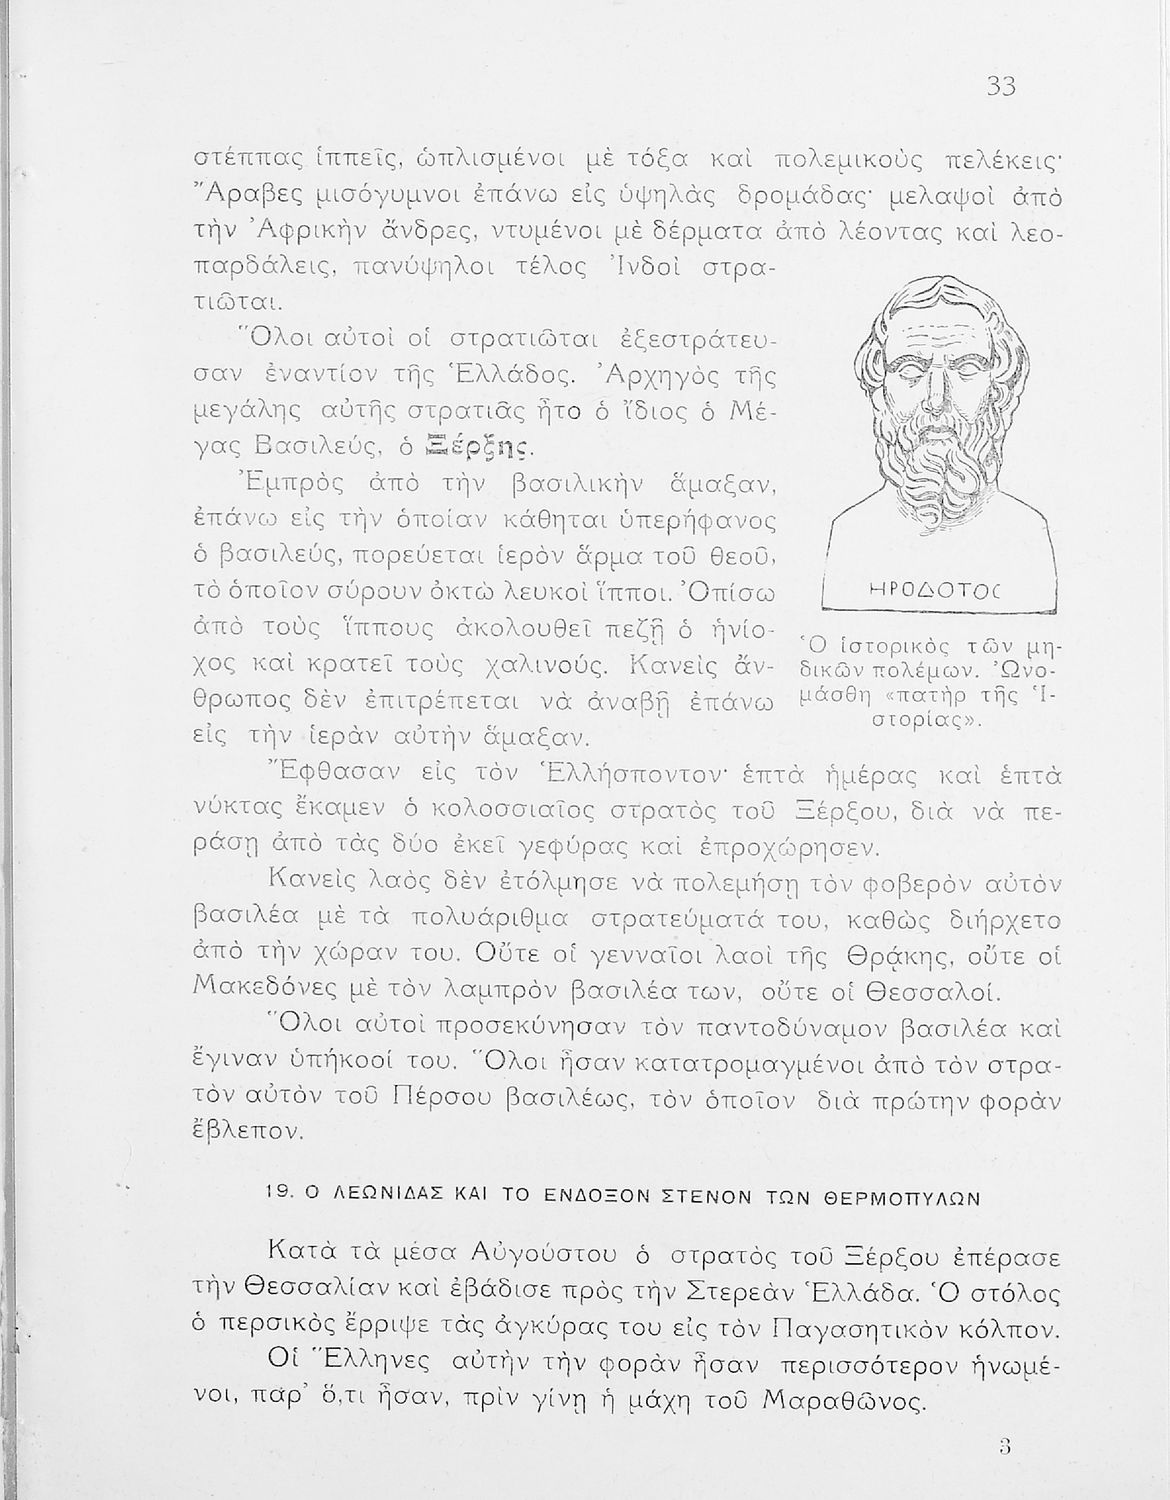 33
στέππας ἱππεῖς, ὡπλισμένοι μὲ τόξα καὶ πολεμικοὺς πελέκεις·
Ἄραβες μισόγυμνοι ἐπάνω εἰς ὑψηλὰς δρομάδας· μελαψοὶ ἀπὸ
τὴν Ἀφρικὴν ἄνδρες, ντυμένοι μὲ δέρματα ἀπὸ λέοντας καὶ λεο-
παρδάλεις, πανύψηλοι τέλος Ἰνδοὶ στρα-
τιῶται.
Ὅλοι αὐτοὶ οἱ στρατιῶται ἐξεστράτευ-
σαν ἐναντίον τῆς Ἑλλάδος. Ἀρχηγὸς τῆς
μεγάλης αὐτῆς στρατιᾶς ἦτο ὁ ἴδιος ὁ Μέ-
γας Βασιλεύς, ὁ Ξέρξης.
Ἐμπρὸς ἀπὸ τὴν βασιλικὴν ἅμαξαν,
ἐπάνω εἰς τὴν ὁποίαν κάθηται ὑπερήφανος
ὁ βασιλεύς, πορεύεται ἱερὸν ἅρμα τοῦ θεοῦ,
τὸ ὁποῖον σύρουν ὀκτὼ λευκοὶ ἵπποι. Ὀπίσω
ἀπὸ τοὺς ἵππους ἀκολουθεῖ πεζῇ ὁ ἡνίο-
χος καὶ κρατεῖ τοὺς χαλινούς. Κανεὶς ἄν-
θρωπος δὲν ἐπιτρέπεται νὰ ἀναβῇ ἐπάνω
εἰς τὴν ἱερὰν αὐτὴν ἅμαξαν.
ΗΡΟΔΟΤΟC
Ὁ ἱστορικὸς τῶν μη-
δικῶν πολέμων. Ὠνο-
μάσθη «πατὴρ τῆς Ἱ-
στορίας».
Ἔφθασαν εἰς τὸν Ἑλλήσποντον· ἑπτὰ ἡμέρας καὶ ἑπτὰ
νύκτας ἔκαμεν ὁ κολοσσιαῖος στρατὸς τοῦ Ξέρξου, διὰ νὰ πε-
ράσῃ ἀπὸ τὰς δύο ἐκεῖ γεφύρας καὶ ἐπροχώρησεν.
Κανεὶς λαὸς δὲν ἐτόλμησε νὰ πολεμήσῃ τὸν φοβερὸν αὐτὸν
βασιλέα μὲ τὰ πολυάριθμα στρατεύματά του, καθὼς διήρχετο
ἀπὸ τὴν χώραν του. Οὔτε οἱ γενναῖοι λαοὶ τῆς Θρᾴκης, οὔτε οἱ
Μακεδόνες μὲ τὸν λαμπρὸν βασιλέα των, οὔτε οἱ Θεσσαλοί.
Ὅλοι αὐτοὶ προσεκύνησαν τὸν παντοδύναμον βασιλέα καὶ
ἔγιναν ὑπήκοοί του. Ὅλοι ἦσαν κατατρομαγμένοι ἀπὸ τὸν στρα-
τὸν αὐτὸν τοῦ Πέρσου βασιλέως, τὸν ὁποῖον διὰ πρώτην φορὰν
ἔβλεπον.
19. Ο ΛΕΩΝΙΔΑΣ ΚΑΙ ΤΟ ΕΝΔΟΞΟΝ ΣΤΕΝΟΝ ΤΩΝ ΘΕΡΜΟΠΥΛΩΝ
Κατὰ τὰ μέσα Αὐγούστου ὁ στρατὸς τοῦ Ξέρξου ἐπέρασε
τὴν Θεσσαλίαν καὶ ἐβάδισε πρὸς τὴν Στερεὰν Ἑλλάδα. Ὁ στόλος
ὁ περσικὸς ἔρριψε τὰς ἀγκύρας του εἰς τὸν Παγασητικὸν κόλπον.
Οἱ Ἕλληνες αὐτὴν τὴν φορὰν ἦσαν περισσότερον ἡνωμέ-
νοι, παρ’ ὅ,τι ἦσαν, πρὶν γίνῃ ἡ μάχη τοῦ Μαραθῶνος.
3